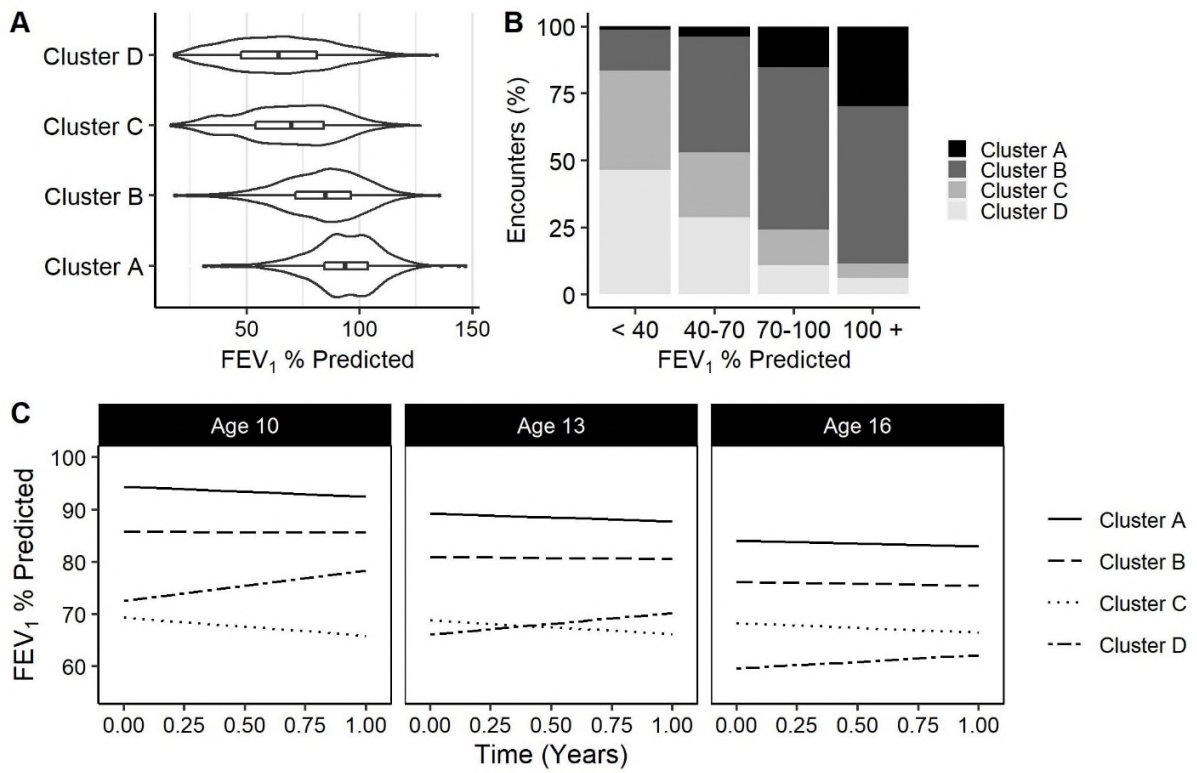 A
Cluster D
Cluster C
Cluster B
Cluster A
50 100 150
FEV₁ % Predicted
B
Encounters (%)
100
75
50
25
0
< 40 40-70 70-100 100 +
FEV₁ % Predicted
Cluster A
Cluster B
Cluster C
Cluster D
C
Age 10 Age 13 Age 16
FEV₁ % Predicted
100
90
80
70
60
0.00 0.25 0.50 0.75 1.00 0.00 0.25 0.50 0.75 1.00 0.00 0.25 0.50 0.75 1.00
Time (Years)
Cluster A
Cluster B
Cluster C
Cluster D